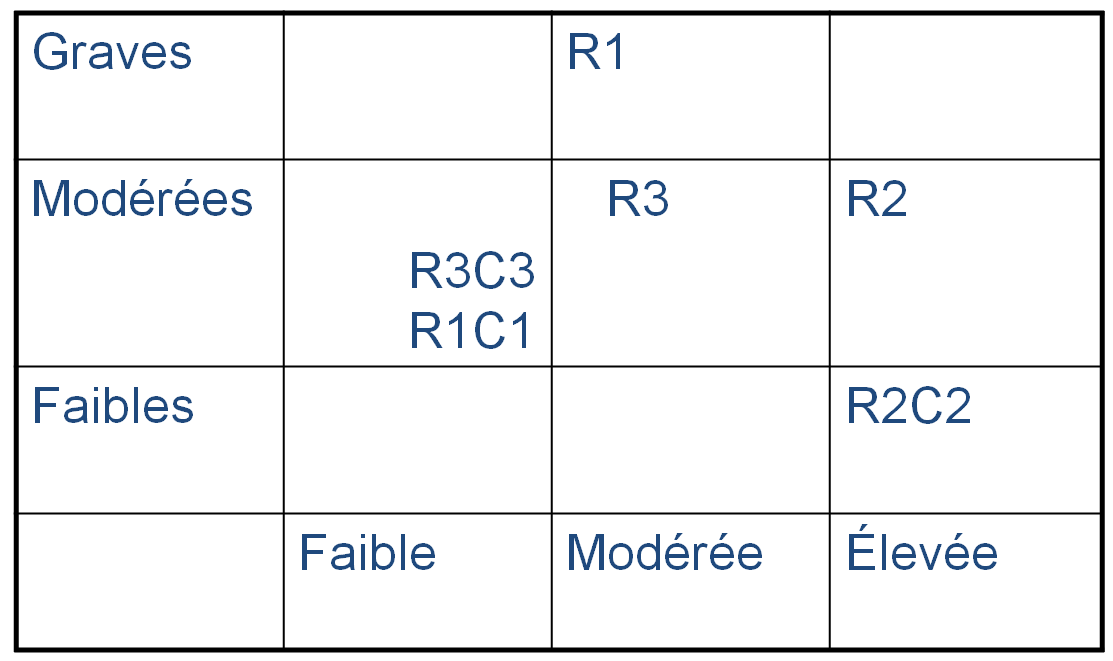 Graves R1
Modérées R3 R2
R3C3
R1C1
Faibles R2C2
Faible Modérée Élevée